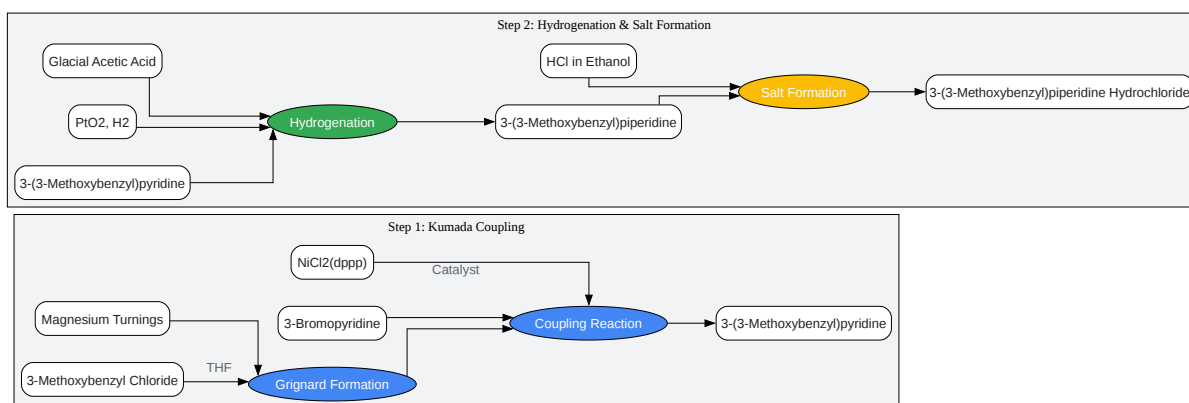 Step 2: Hydrogenation & Salt Formation
Glacial Acetic Acid
HCl in Ethanol
Salt Formation
3-(3-Methoxybenzyl)piperidine Hydrochloride
PtO2, H2
Hydrogenation
3-(3-Methoxybenzyl)piperidine
3-(3-Methoxybenzyl)pyridine
Step 1: Kumada Coupling
NiCl2(dppp)
Catalyst
Magnesium Turnings
3-Bromopyridine
Coupling Reaction
3-(3-Methoxybenzyl)pyridine
THF
3-Methoxybenzyl Chloride
Grignard Formation